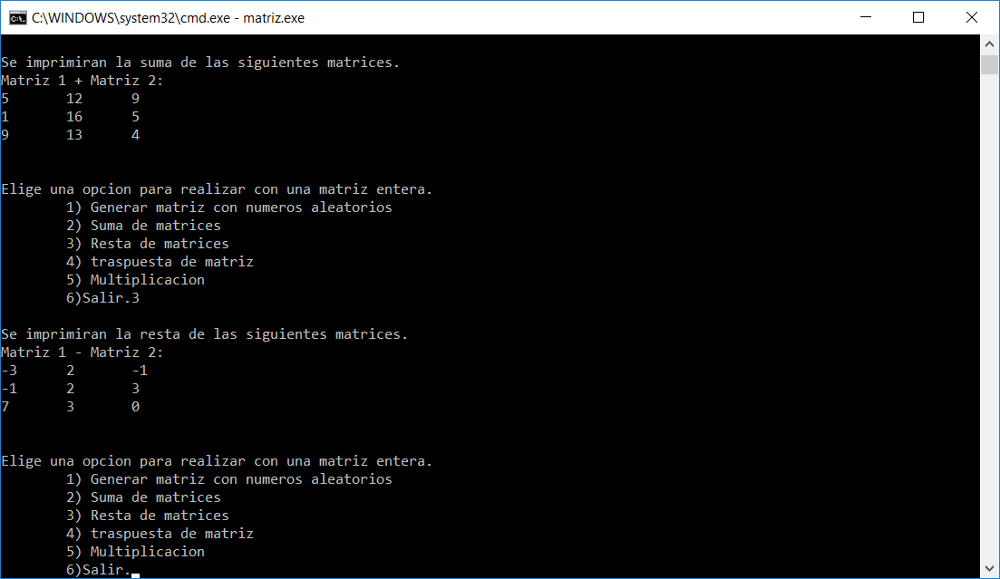 C:\WINDOWS\system32\cmd.exe - matriz.exe
Se imprimiran la suma de las siguientes matrices.
Matriz 1 + Matriz 2:
5       12      9
1       16      5
9       13      4
Elige una opcion para realizar con una matriz entera.
        1) Generar matriz con numeros aleatorios
        2) Suma de matrices
        3) Resta de matrices
        4) traspuesta de matriz
        5) Multiplicacion
        6)Salir.3
Se imprimiran la resta de las siguientes matrices.
Matriz 1 - Matriz 2:
-3      2       -1
-1      2       3
7       3       0
Elige una opcion para realizar con una matriz entera.
        1) Generar matriz con numeros aleatorios
        2) Suma de matrices
        3) Resta de matrices
        4) traspuesta de matriz
        5) Multiplicacion
        6)Salir.